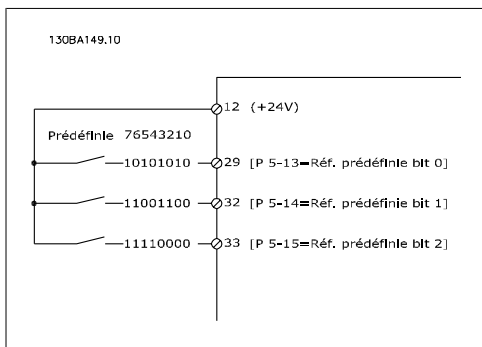 130BA149.10
12 (+24V)
Prédéfinie 76543210
10101010 29 [P 5-13=Réf. prédéfinie bit 0]
11001100 32 [P 5-14=Réf. prédéfinie bit 1]
11110000 33 [P 5-15=Réf. prédéfinie bit 2]